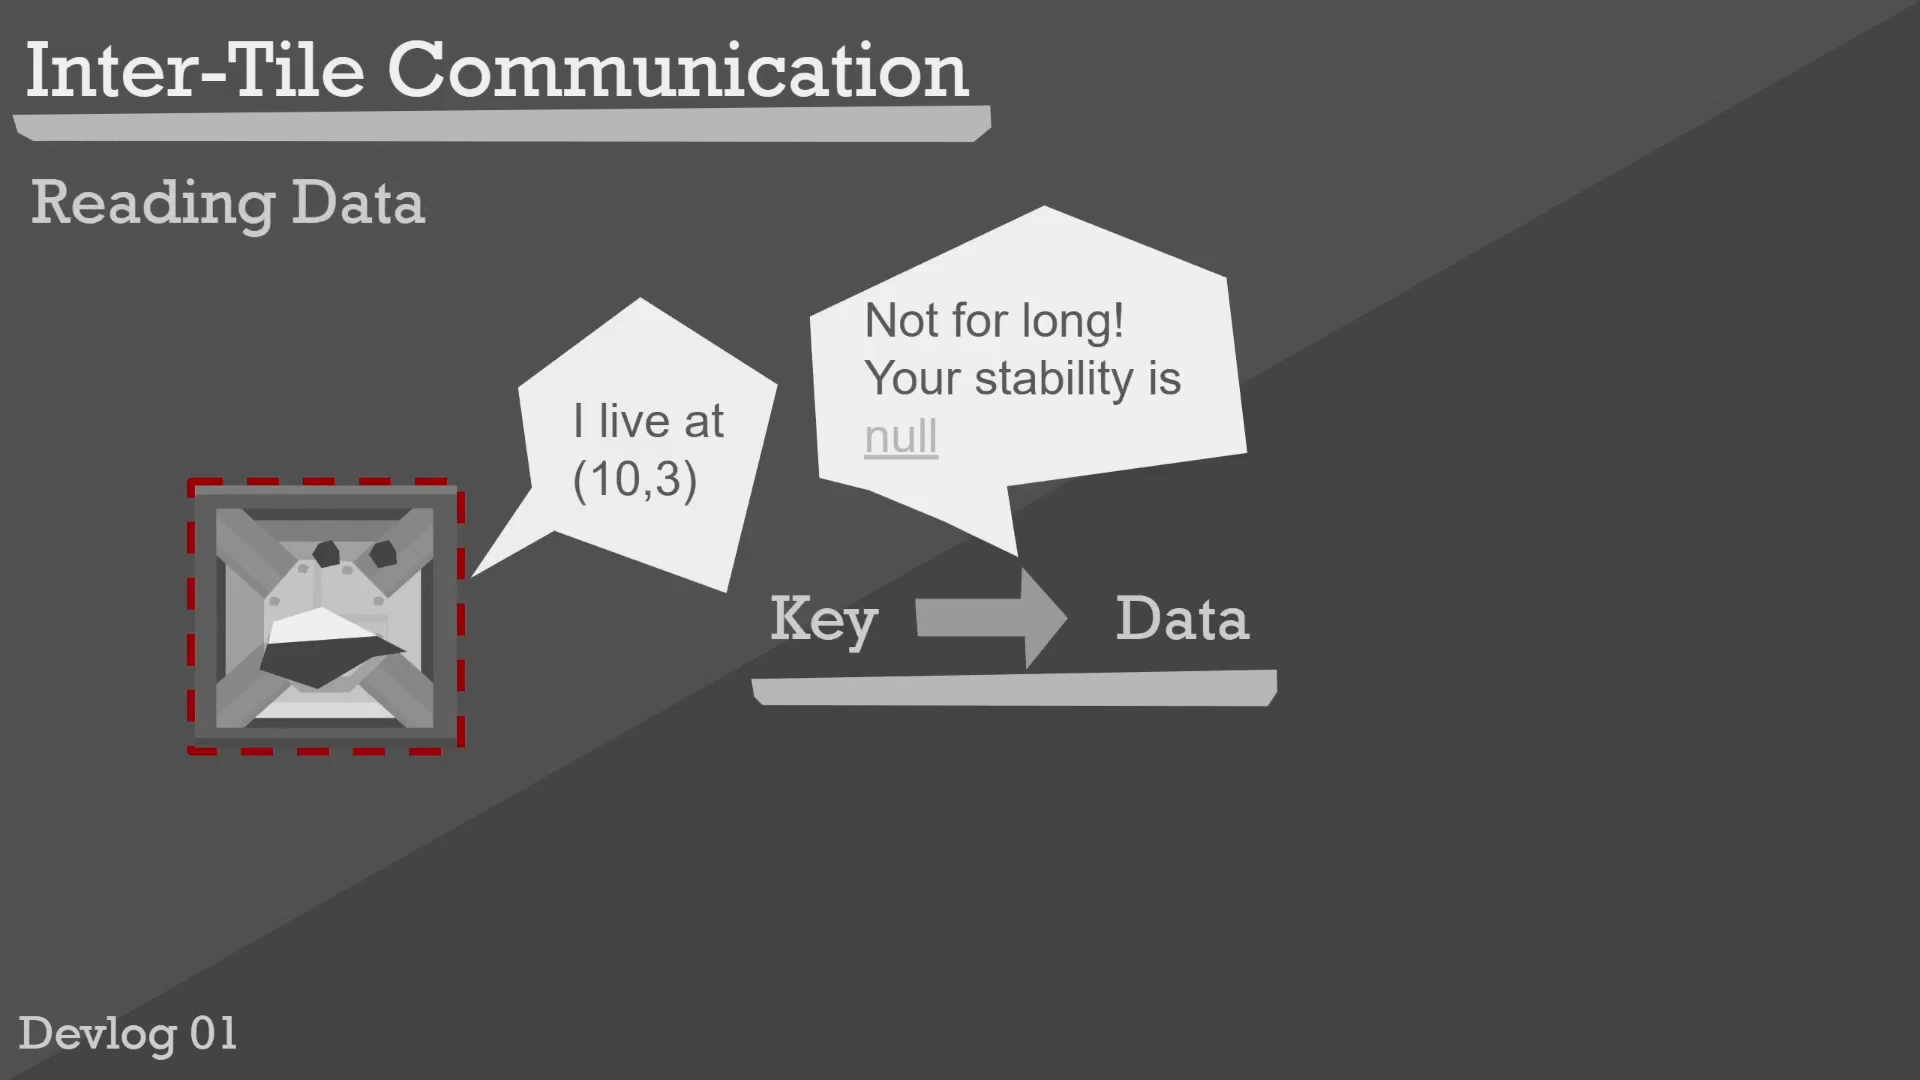 Inter-Tile Communication
Reading Data
I live at
(10,3)
Not for long!
Your stability is
null
Key
Data
Devlog 01